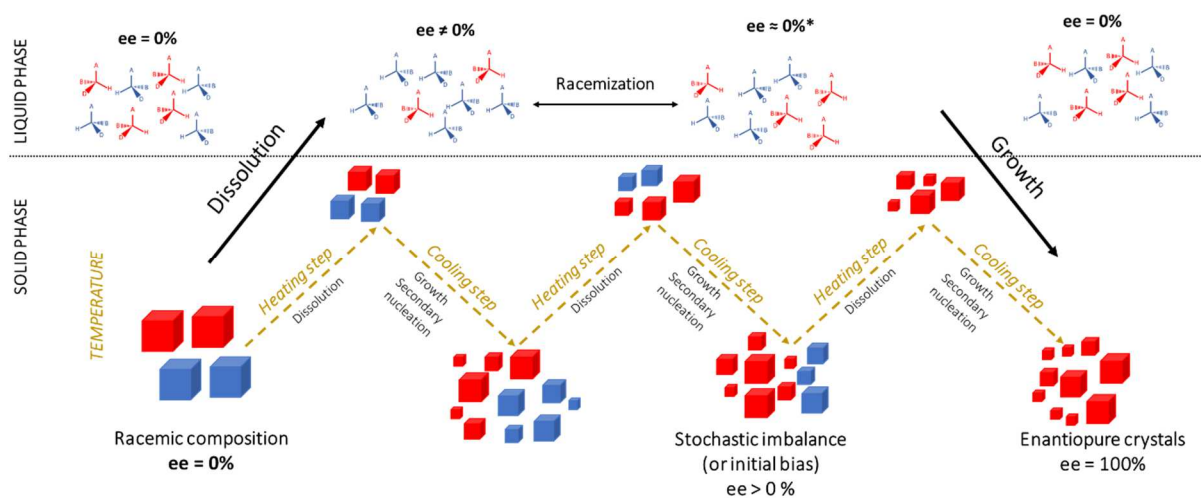 ee = 0%
ee ≠ 0%
ee ≈ 0%*
ee = 0%
LIQUID PHASE
Racemization
Dissolution
Growth
SOLID PHASE
TEMPERATURE
Heating step
Dissolution
Cooling step
Growth
Secondary
nucleation
Heating step
Dissolution
Cooling step
Growth
Secondary
nucleation
Heating step
Dissolution
Cooling step
Growth
Secondary
nucleation
Racemic composition
ee = 0%
Stochastic imbalance
(or initial bias)
ee > 0 %
Enantiopure crystals
ee = 100%